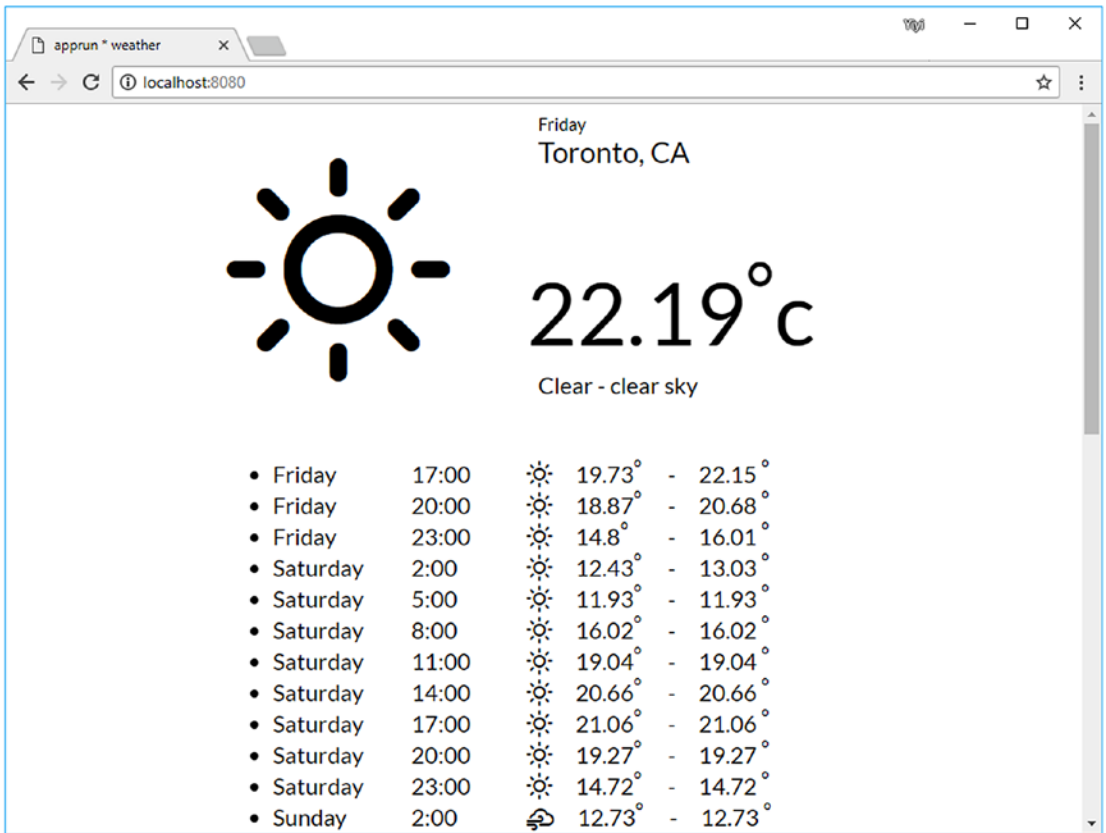 Yiyi
apprun * weather
localhost:8080
Friday
Toronto, CA
22.19°c
Clear - clear sky
• Friday 17:00 19.73° - 22.15°
• Friday 20:00 18.87° - 20.68°
• Friday 23:00 14.8° - 16.01°
• Saturday 2:00 12.43° - 13.03°
• Saturday 5:00 11.93° - 11.93°
• Saturday 8:00 16.02° - 16.02°
• Saturday 11:00 19.04° - 19.04°
• Saturday 14:00 20.66° - 20.66°
• Saturday 17:00 21.06° - 21.06°
• Saturday 20:00 19.27° - 19.27°
• Saturday 23:00 14.72° - 14.72°
• Sunday 2:00 12.73° - 12.73°